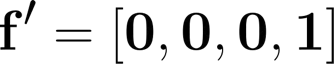 f′ = [0, 0, 0, 1]